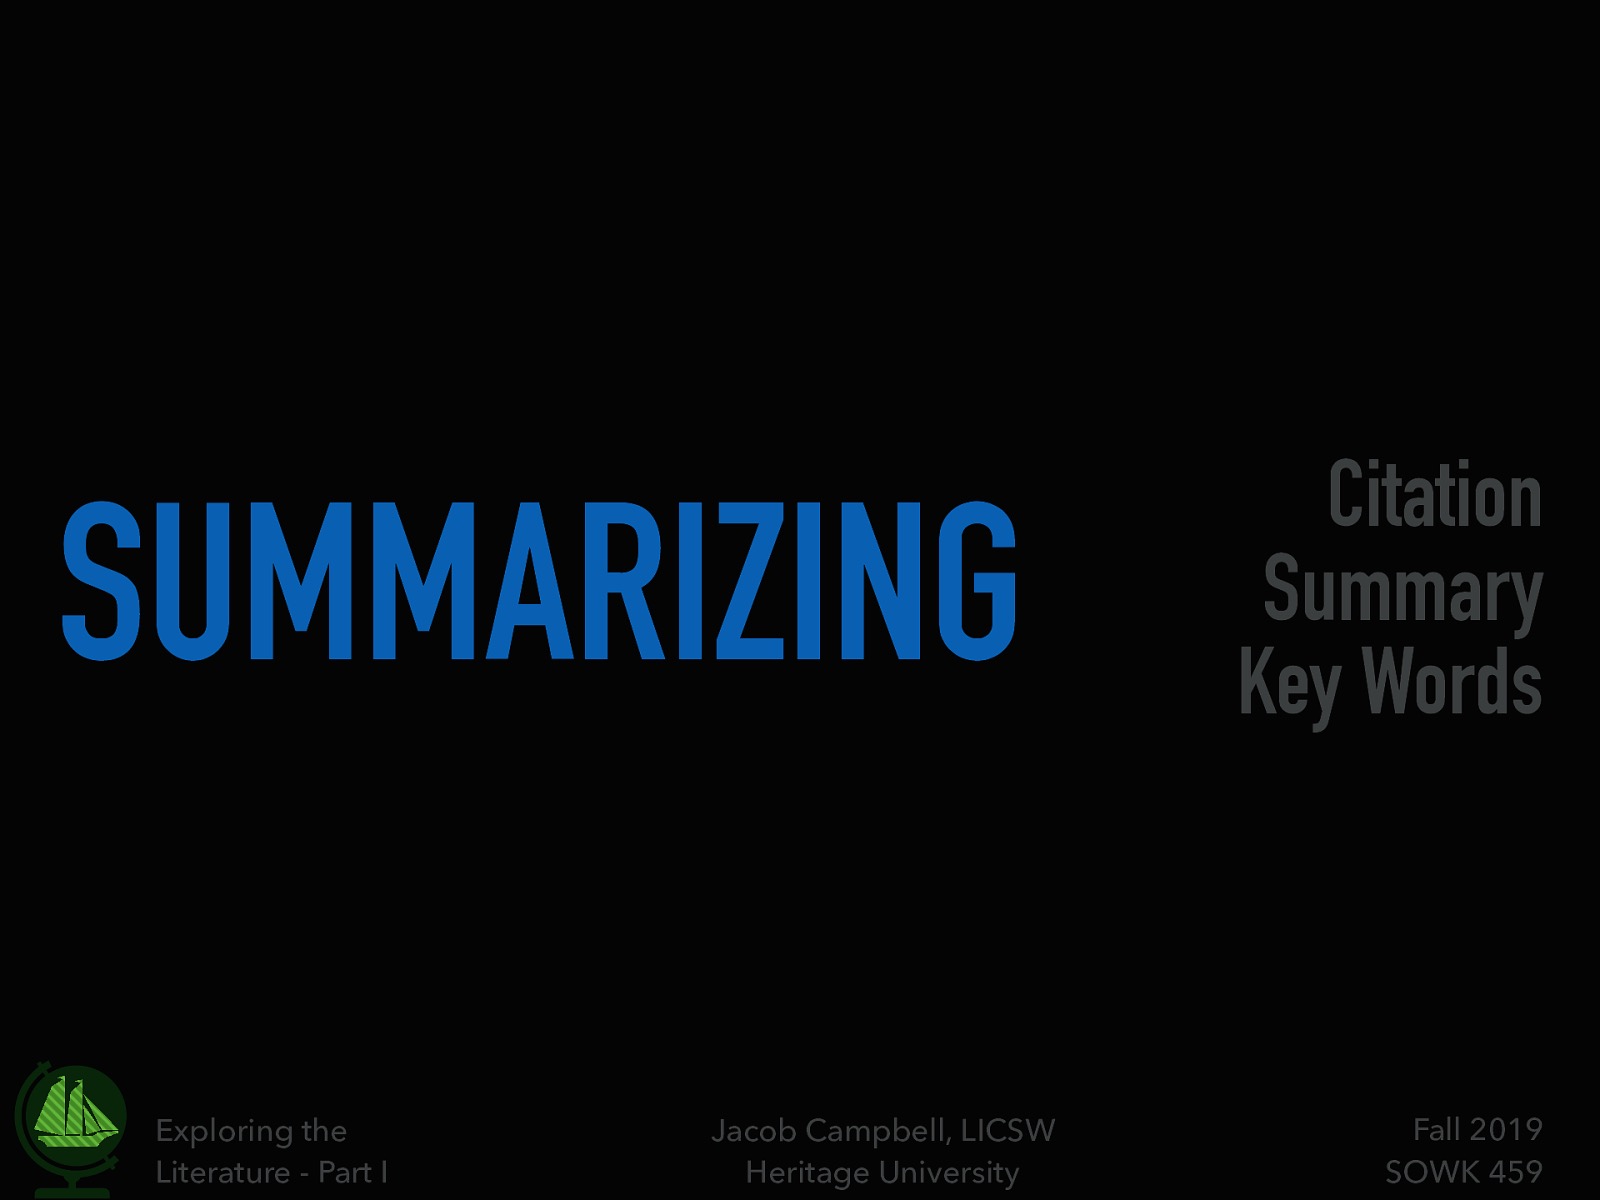 SUMMARIZING
Citation
Summary
Key Words
Exploring the
Literature - Part I
Jacob Campbell, LICSW
Heritage University
Fall 2019
SOWK 459